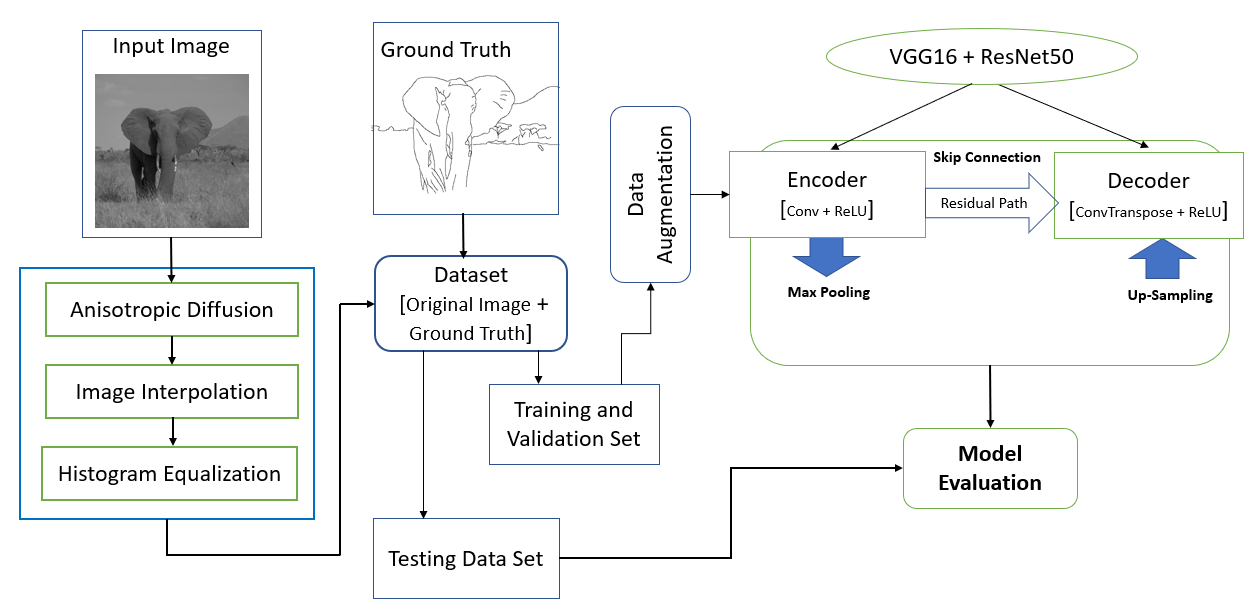 Input Image
Anisotropic Diffusion
Image Interpolation
Histogram Equalization
Ground Truth
Dataset
[Original Image +
Ground Truth]
Training and
Validation Set
Testing Data Set
Data
Augmentation
VGG16 + ResNet50
Encoder
[Conv + ReLU]
Max Pooling
Skip Connection
Residual Path
Decoder
[ConvTranspose + ReLU]
Up-Sampling
Model
Evaluation